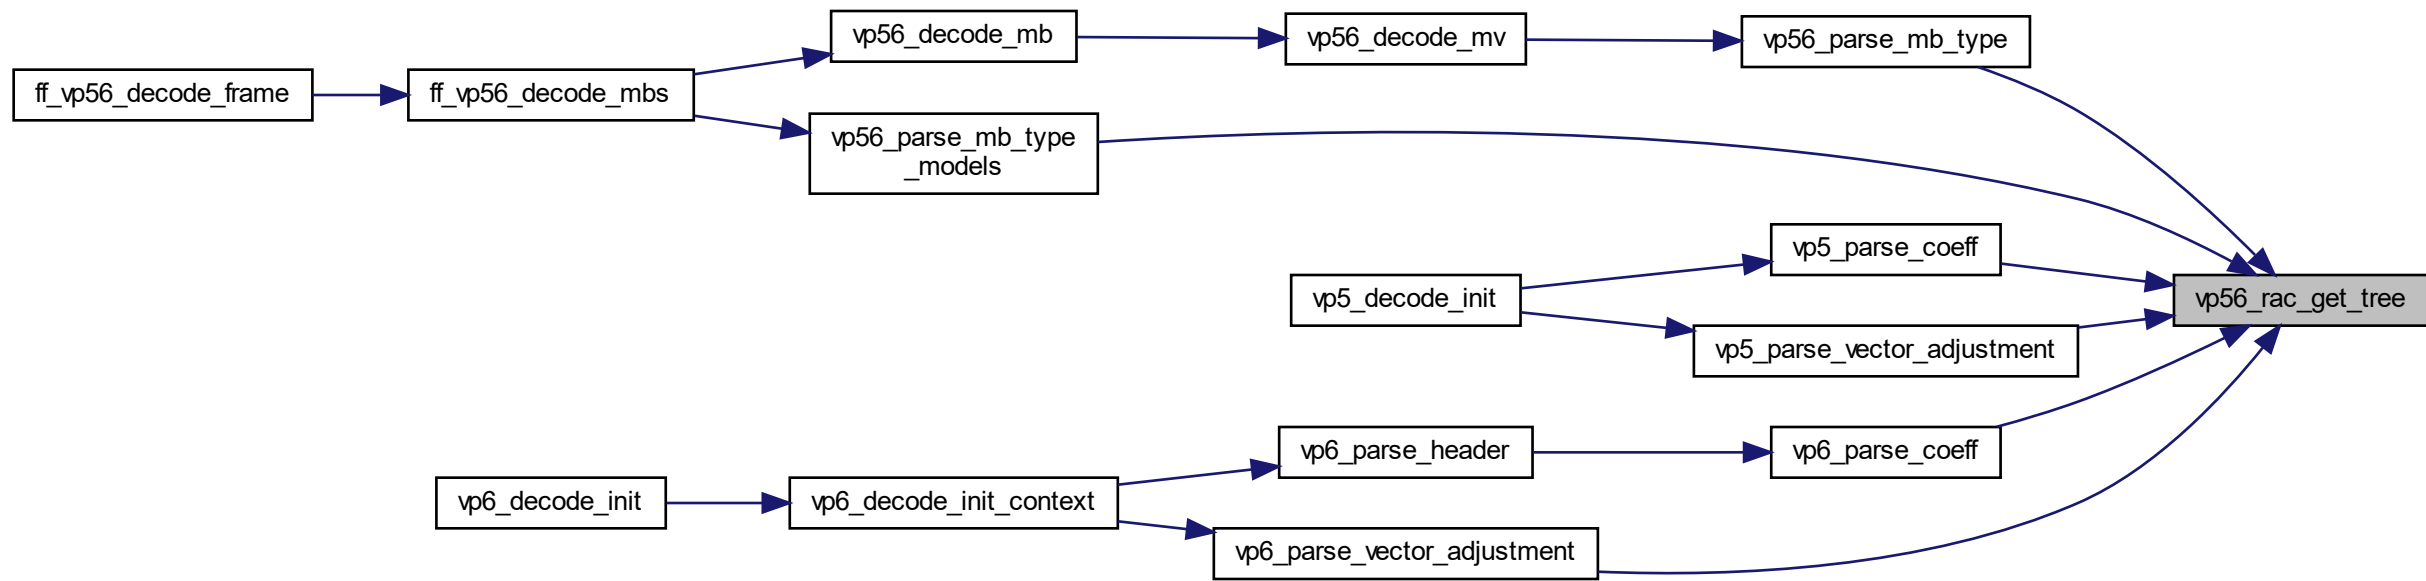 vp56_decode_mb
vp56_decode_mv
vp56_parse_mb_type
ff_vp56_decode_frame
ff_vp56_decode_mbs
vp56_parse_mb_type
_models
vp5_parse_coeff
vp5_decode_init
vp56_rac_get_tree
vp5_parse_vector_adjustment
vp6_parse_header
vp6_parse_coeff
vp6_decode_init
vp6_decode_init_context
vp6_parse_vector_adjustment